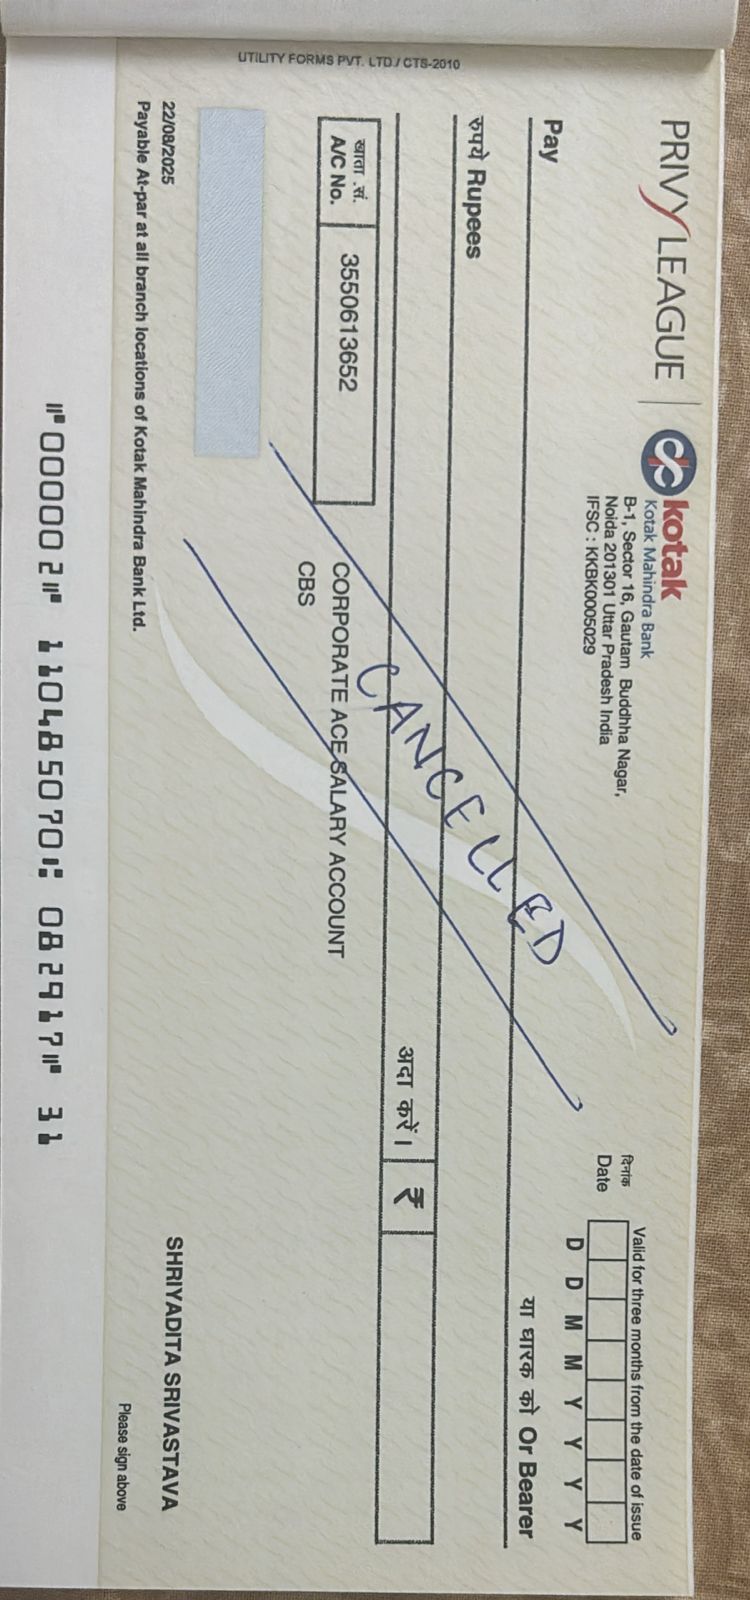 UTILITY FORMS PVT. LTD./ CTS-2010
PRIVY LEAGUE
kotak
Kotak Mahindra Bank
B-1, Sector 16, Gautam Buddhha Nagar,
Noida 201301 Uttar Pradesh India
IFSC : KKBK0005029
Valid for three months from the date of issue
दिनांक
Date
D D M M Y Y Y Y
Pay
या धारक को Or Bearer
रुपये Rupees
अदा करें। ₹
खाता .सं.
A/C No.
3550613652
CANCELLED
CORPORATE ACE SALARY ACCOUNT
CBS
22/08/2025
Payable At-par at all branch locations of Kotak Mahindra Bank Ltd.
SHRIYADITA SRIVASTAVA
Please sign above
⑈000002⑈ 110485070⑆ 082917⑈ 31